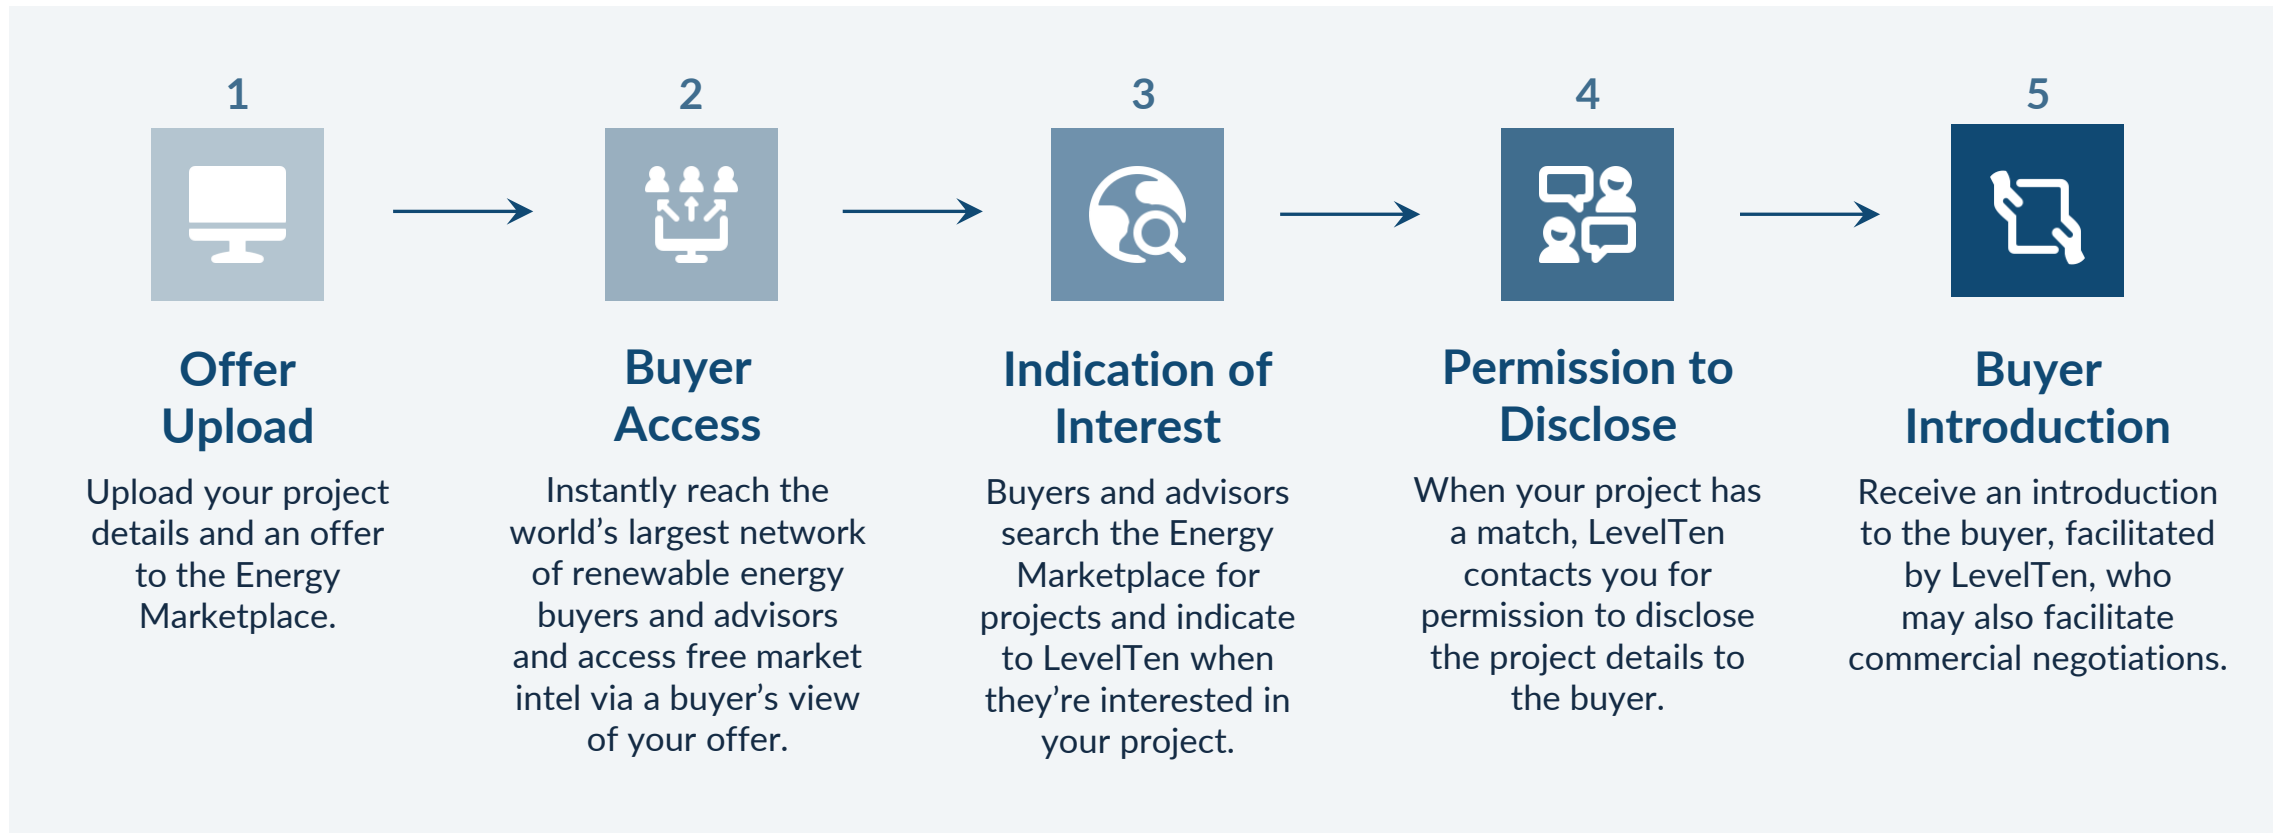 1
Offer
Upload
Upload your project
details and an offer
to the Energy
Marketplace.
2
Buyer
Access
Instantly reach the
world’s largest network
of renewable energy
buyers and advisors
and access free market
intel via a buyer’s view
of your offer.
3
Indication of
Interest
Buyers and advisors
search the Energy
Marketplace for
projects and indicate
to LevelTen when
they’re interested in
your project.
4
Permission to
Disclose
When your project has
a match, LevelTen
contacts you for
permission to disclose
the project details to
the buyer.
5
Buyer
Introduction
Receive an introduction
to the buyer, facilitated
by LevelTen, who
may also facilitate
commercial negotiations.